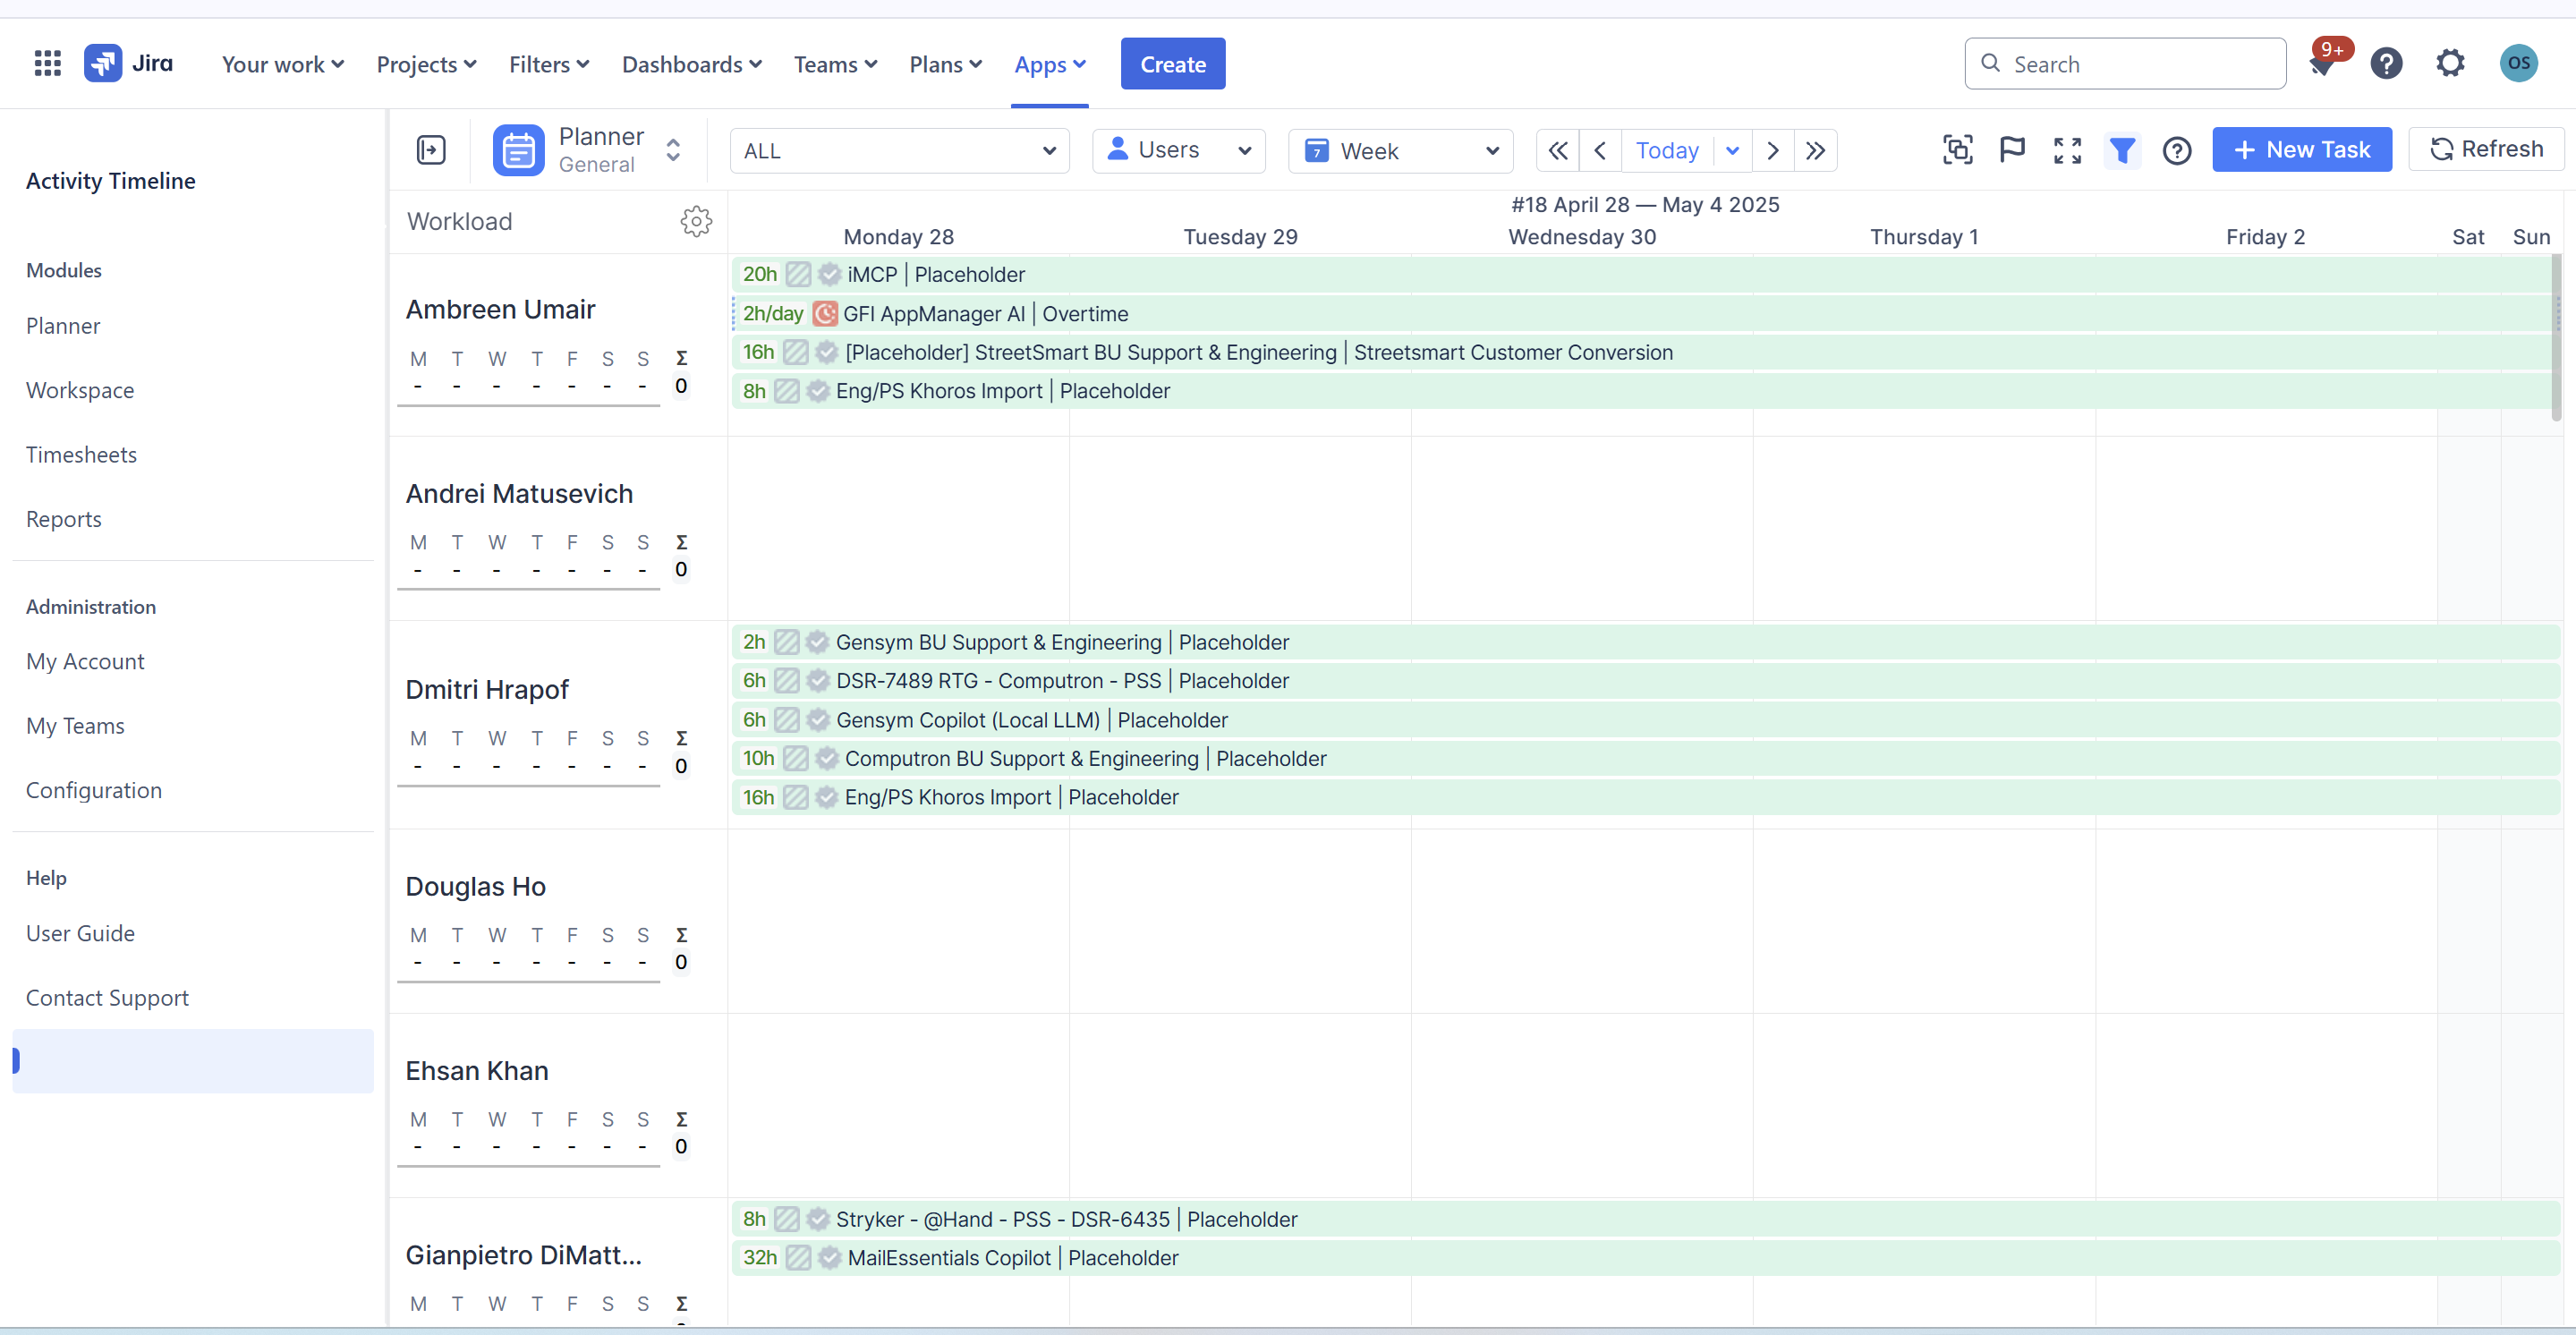 Jira Your work Projects Filters Dashboards Teams Plans Apps Create Search 9+ OS
Activity Timeline
Modules
Planner
Workspace
Timesheets
Reports
Administration
My Account
My Teams
Configuration
Help
User Guide
Contact Support
Planner
General
ALL Users 7 Week Today New Task Refresh
Workload
#18 April 28 — May 4 2025
Monday 28 Tuesday 29 Wednesday 30 Thursday 1 Friday 2 Sat Sun
Ambreen Umair
M T W T F S S Σ
- - - - - - - 0
20h iMCP | Placeholder
2h/day GFI AppManager AI | Overtime
16h [Placeholder] StreetSmart BU Support & Engineering | Streetsmart Customer Conversion
8h Eng/PS Khoros Import | Placeholder
Andrei Matusevich
M T W T F S S Σ
- - - - - - - 0
Dmitri Hrapof
M T W T F S S Σ
- - - - - - - 0
2h Gensym BU Support & Engineering | Placeholder
6h DSR-7489 RTG - Computron - PSS | Placeholder
6h Gensym Copilot (Local LLM) | Placeholder
10h Computron BU Support & Engineering | Placeholder
16h Eng/PS Khoros Import | Placeholder
Douglas Ho
M T W T F S S Σ
- - - - - - - 0
Ehsan Khan
M T W T F S S Σ
- - - - - - - 0
Gianpietro DiMatt...
M T W T F S S Σ
8h Stryker - @Hand - PSS - DSR-6435 | Placeholder
32h MailEssentials Copilot | Placeholder